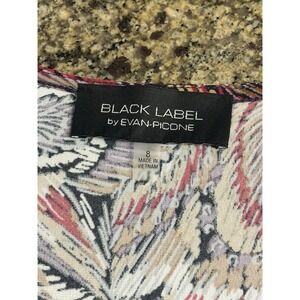 BLACK LABEL
by EVAN-PICONE
8
MADE IN
VIETNAM